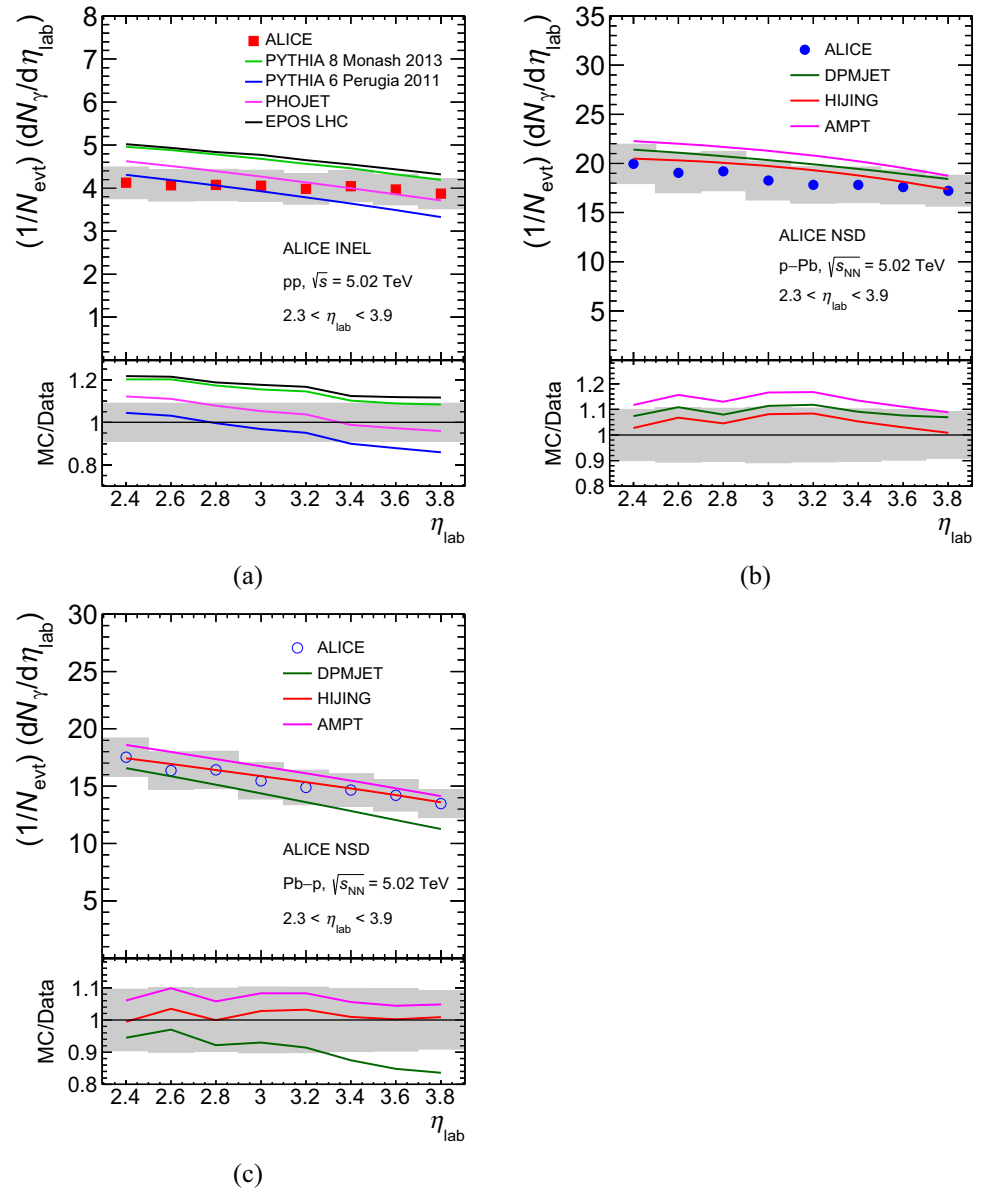 8
7
6
5
4
3
2
1
(1/N_evt) (dN_γ/dη_lab)
ALICE
PYTHIA 8 Monash 2013
PYTHIA 6 Perugia 2011
PHOJET
EPOS LHC
ALICE INEL
pp, √s = 5.02 TeV
2.3 < η_lab < 3.9
1.2
1
0.8
MC/Data
2.4 2.6 2.8 3 3.2 3.4 3.6 3.8
η_lab
(a)
35
30
25
20
15
10
5
(1/N_evt) (dN_γ/dη_lab)
ALICE
DPMJET
HIJING
AMPT
ALICE NSD
p−Pb, √s_NN = 5.02 TeV
2.3 < η_lab < 3.9
1.2
1.1
1
0.9
0.8
MC/Data
2.4 2.6 2.8 3 3.2 3.4 3.6 3.8
η_lab
(b)
30
25
20
15
10
5
(1/N_evt) (dN_γ/dη_lab)
ALICE
DPMJET
HIJING
AMPT
ALICE NSD
Pb−p, √s_NN = 5.02 TeV
2.3 < η_lab < 3.9
1.1
1
0.9
0.8
MC/Data
2.4 2.6 2.8 3 3.2 3.4 3.6 3.8
η_lab
(c)